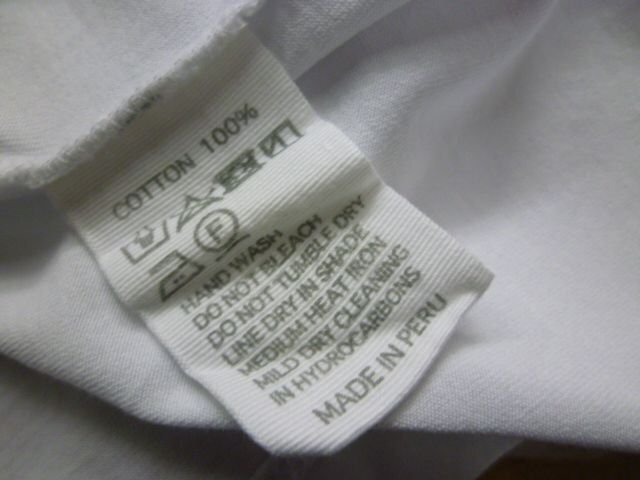 COTTON 100%
F
HAND WASH
DO NOT BLEACH
DO NOT TUMBLE DRY
LINE DRY IN SHADE
MEDIUM HEAT IRON
MILD DRY CLEANING
IN HYDROCARBONS
MADE IN PERU